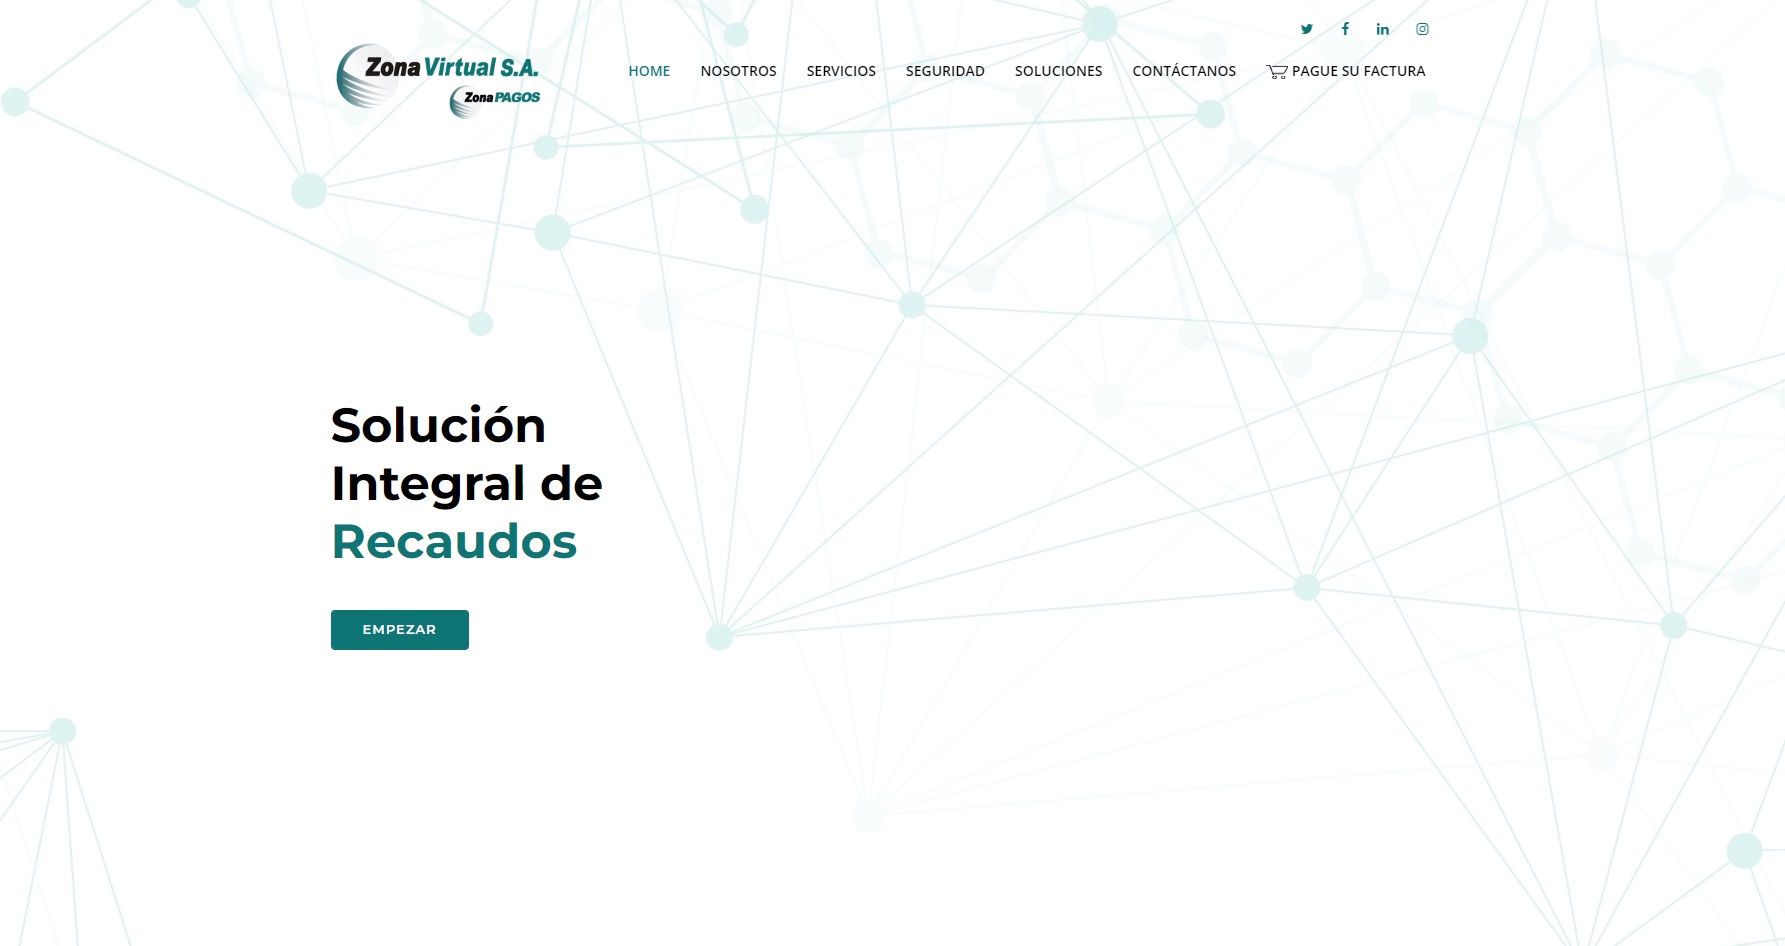 Zona Virtual S.A.
Zona PAGOS
HOME NOSOTROS SERVICIOS SEGURIDAD SOLUCIONES CONTÁCTANOS PAGUE SU FACTURA
Solución
Integral de
Recaudos
EMPEZAR